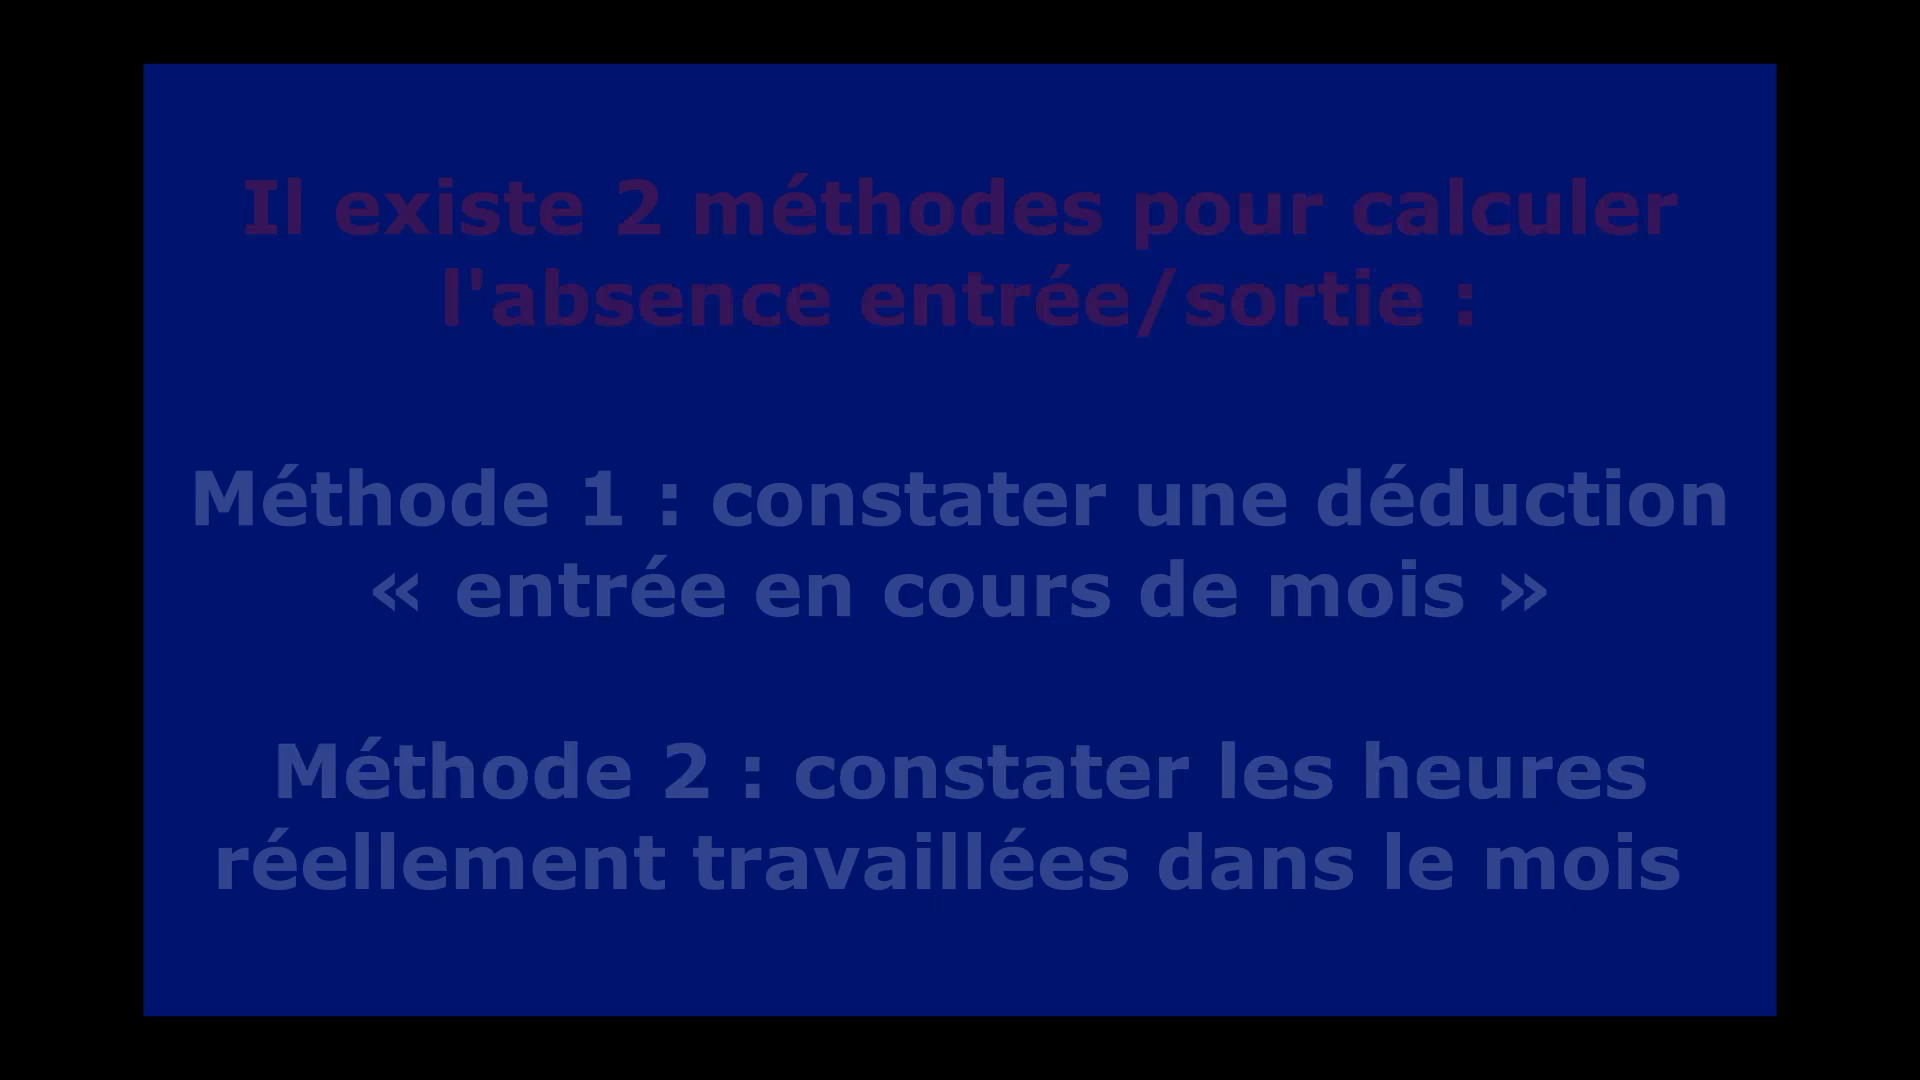 Il existe 2 méthodes pour calculer
l'absence entrée/sortie :
Méthode 1 : constater une déduction
« entrée en cours de mois »
Méthode 2 : constater les heures
réellement travaillées dans le mois